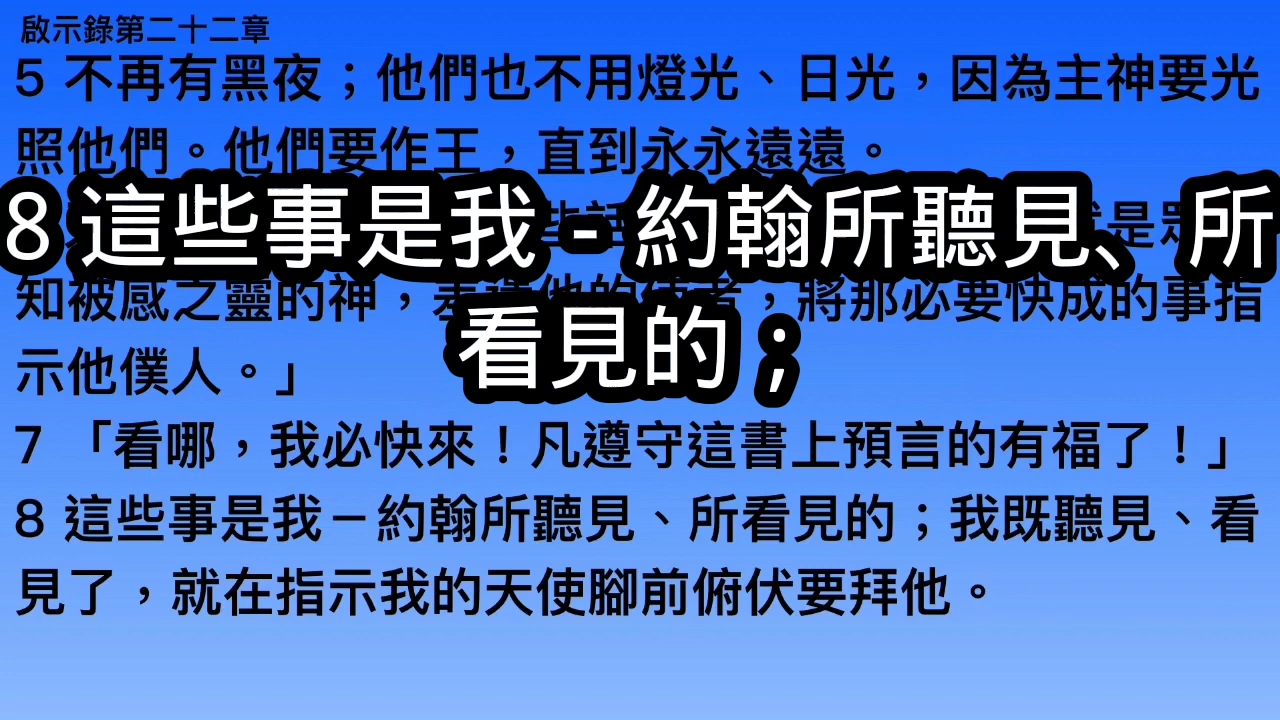 啟示錄第二十二章
5 不再有黑夜；他們也不用燈光、日光，因為主神要光
照他們。他們要作王，直到永永遠遠。
8 這些事是我 - 約翰所聽見、所
看見的；
知被感之靈的神，差遣他的使者，將那必要快成的事指
示他僕人。」
7 「看哪，我必快來！凡遵守這書上預言的有福了！」
8 這些事是我－約翰所聽見、所看見的；我既聽見、看
見了，就在指示我的天使腳前俯伏要拜他。